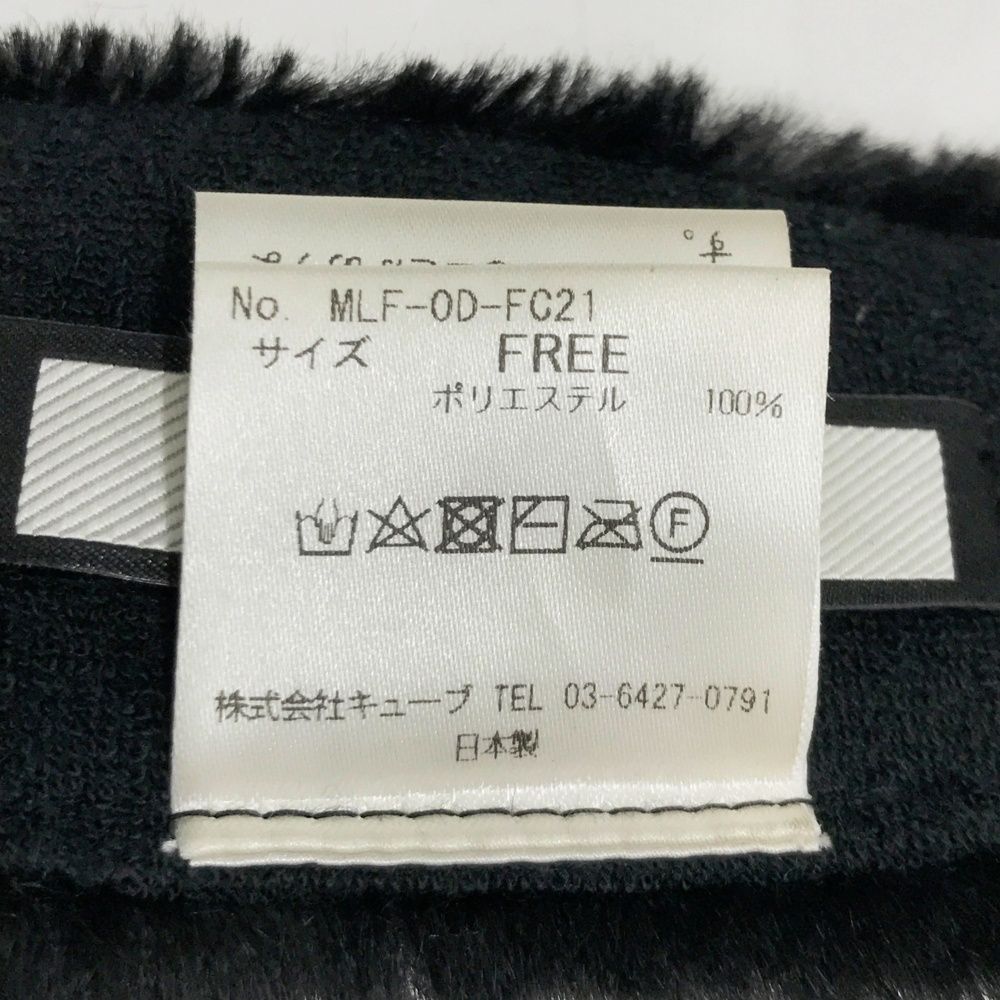 No. MLF-OD-FC21
サイズ FREE
ポリエステル 100%
F
株式会社キューブ TEL 03-6427-0791
日本製